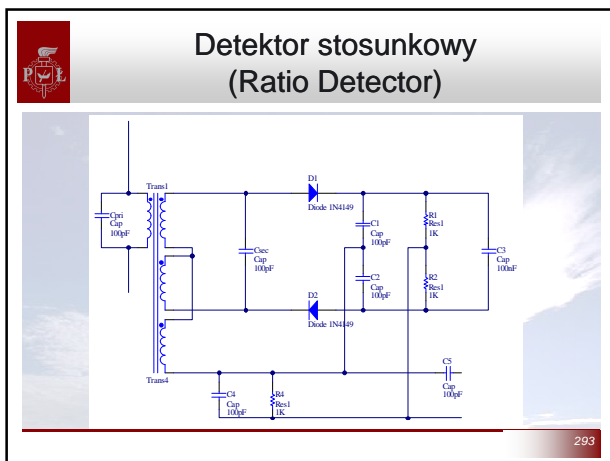 P Ł
Detektor stosunkowy
(Ratio Detector)
Cpri
Cap
100pF
Trans1
Trans4
Csec
Cap
100pF
D1
Diode 1N4149
D2
Diode 1N4149
C1
Cap
100pF
C2
Cap
100pF
R1
Res1
1K
R2
Res1
1K
C3
Cap
100nF
C4
Cap
100pF
R4
Res1
1K
C5
Cap
100pF
293